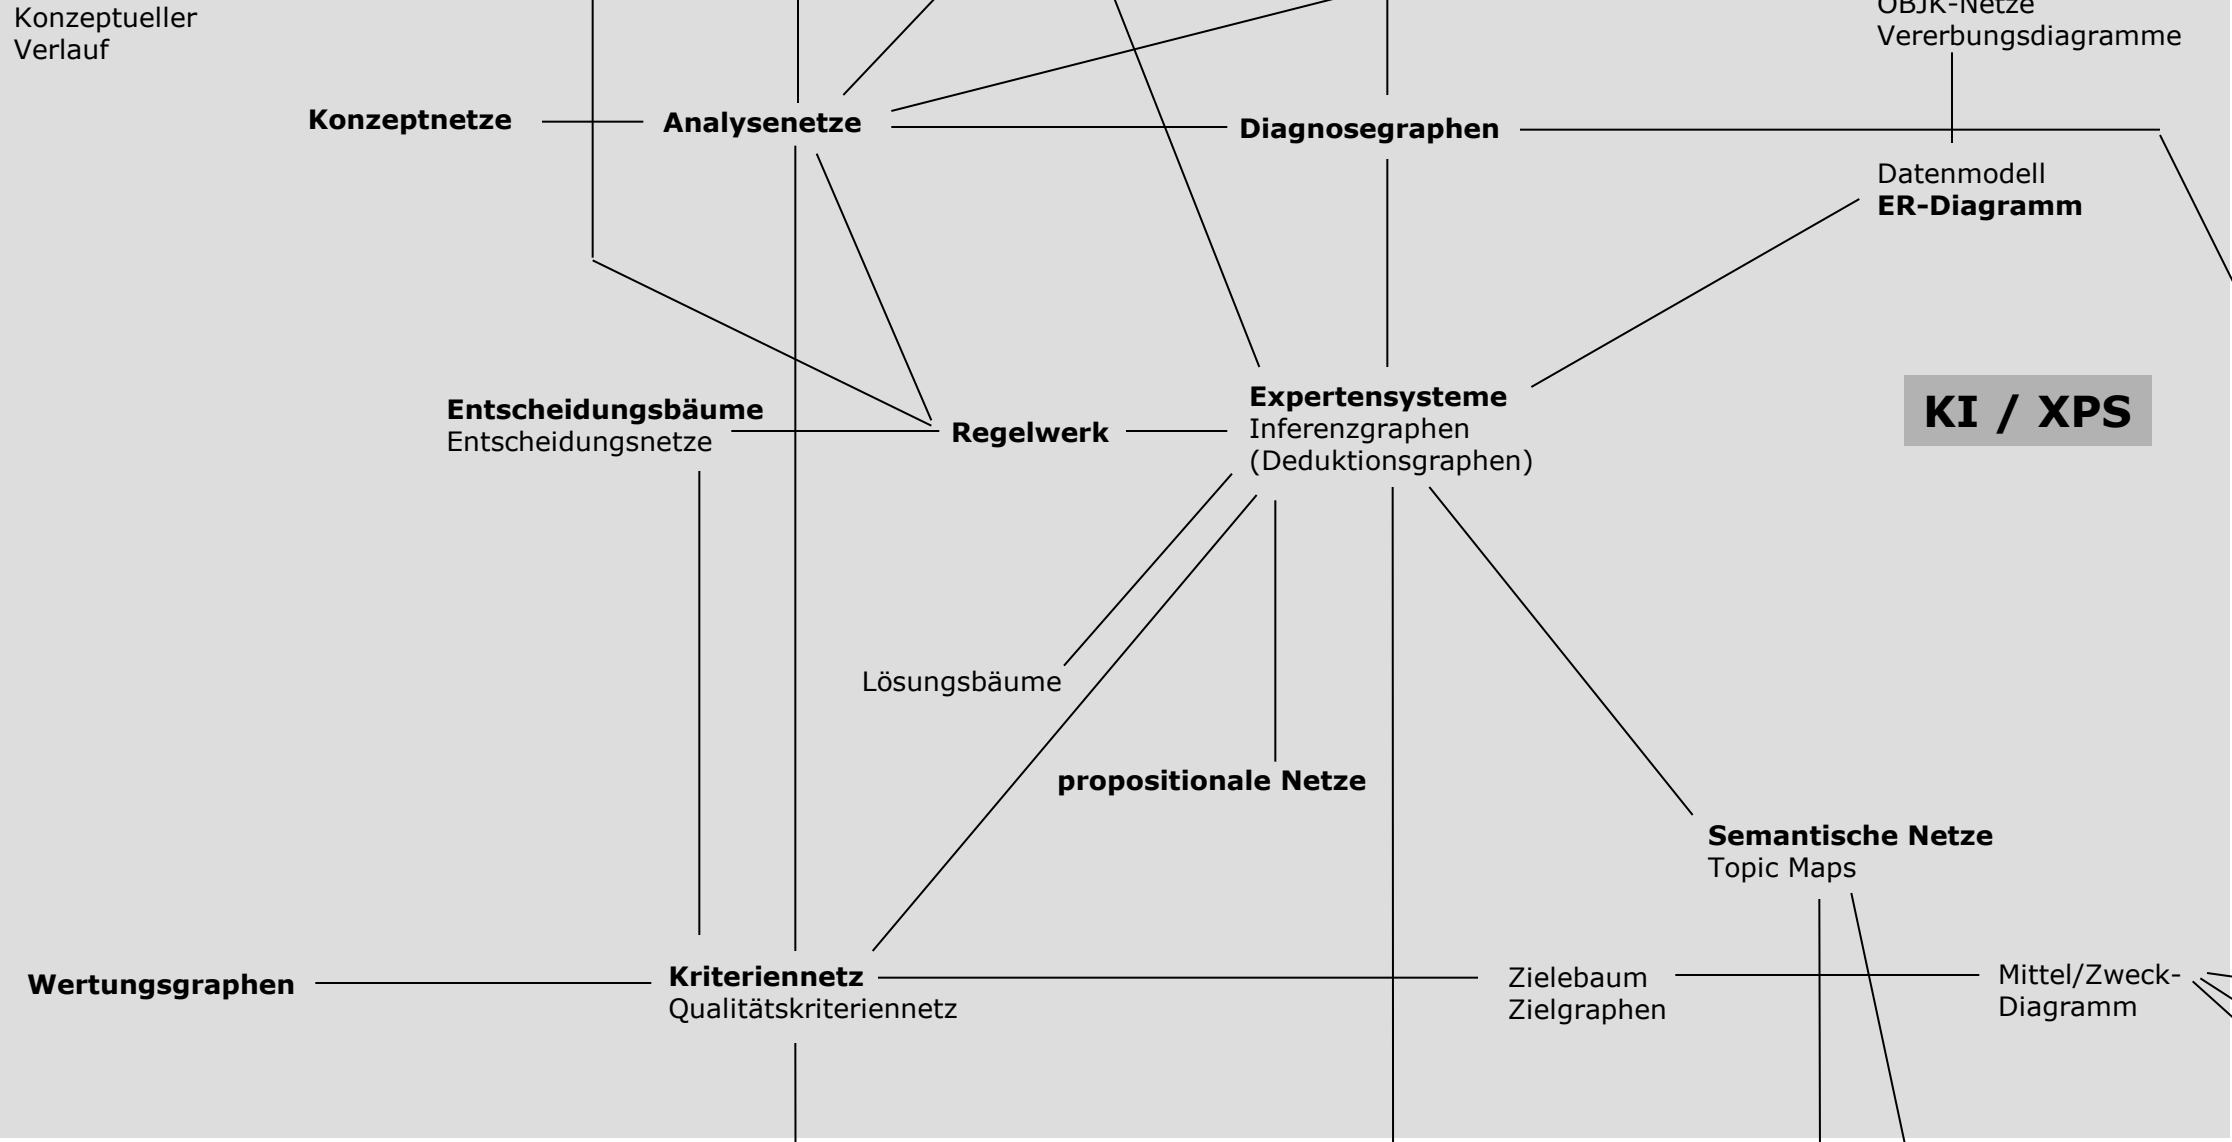 Konzeptueller
Verlauf
OBJK-Netze
Vererbungsdiagramme
Konzeptnetze
Analysenetze
Diagnosegraphen
Datenmodell
ER-Diagramm
Entscheidungsbäume
Entscheidungsnetze
Regelwerk
Expertensysteme
Inferenzgraphen
(Deduktionsgraphen)
KI / XPS
Lösungsbäume
propositionale Netze
Semantische Netze
Topic Maps
Wertungsgraphen
Kriteriennetz
Qualitätskriteriennetz
Zielebaum
Zielgraphen
Mittel/Zweck-
Diagramm